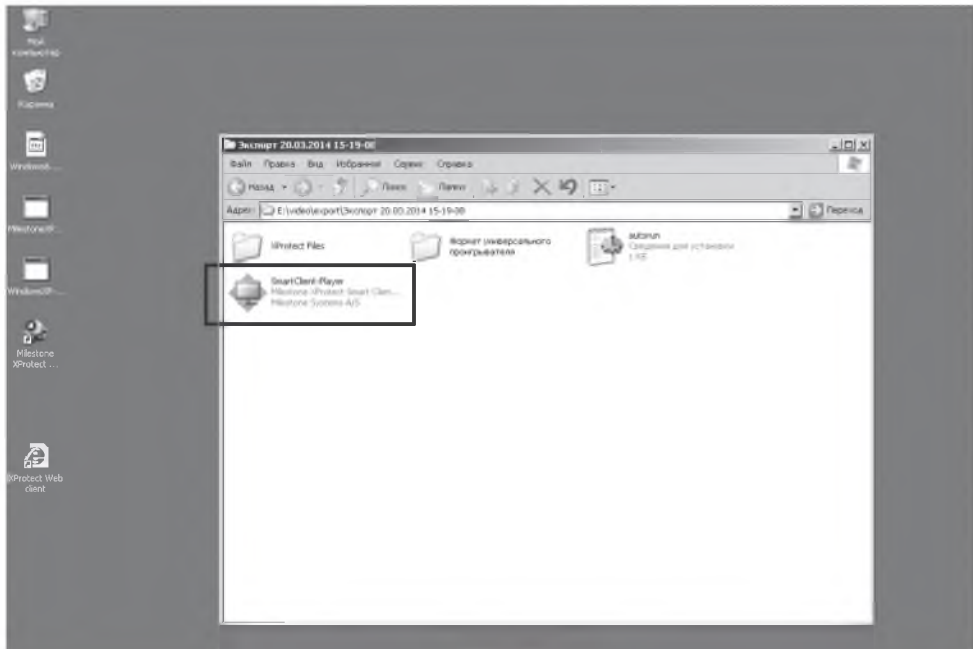 Мой
компьютер
Корзина
Milestone
XProtect ...
XProtect Web
client
Экспорт 20.03.2014 15-19-08
Файл Правка Вид Избранное Сервис Справка
Назад Поиск Папки
Адрес: E:\video\export\Экспорт 20.03.2014 15-19-08 Переход
XProtect Files
Формат универсального
проигрывателя
autorun
Сведения для установки
1 КБ
SmartClient-Player
Milestone XProtect Smart Clien...
Milestone Systems A/S